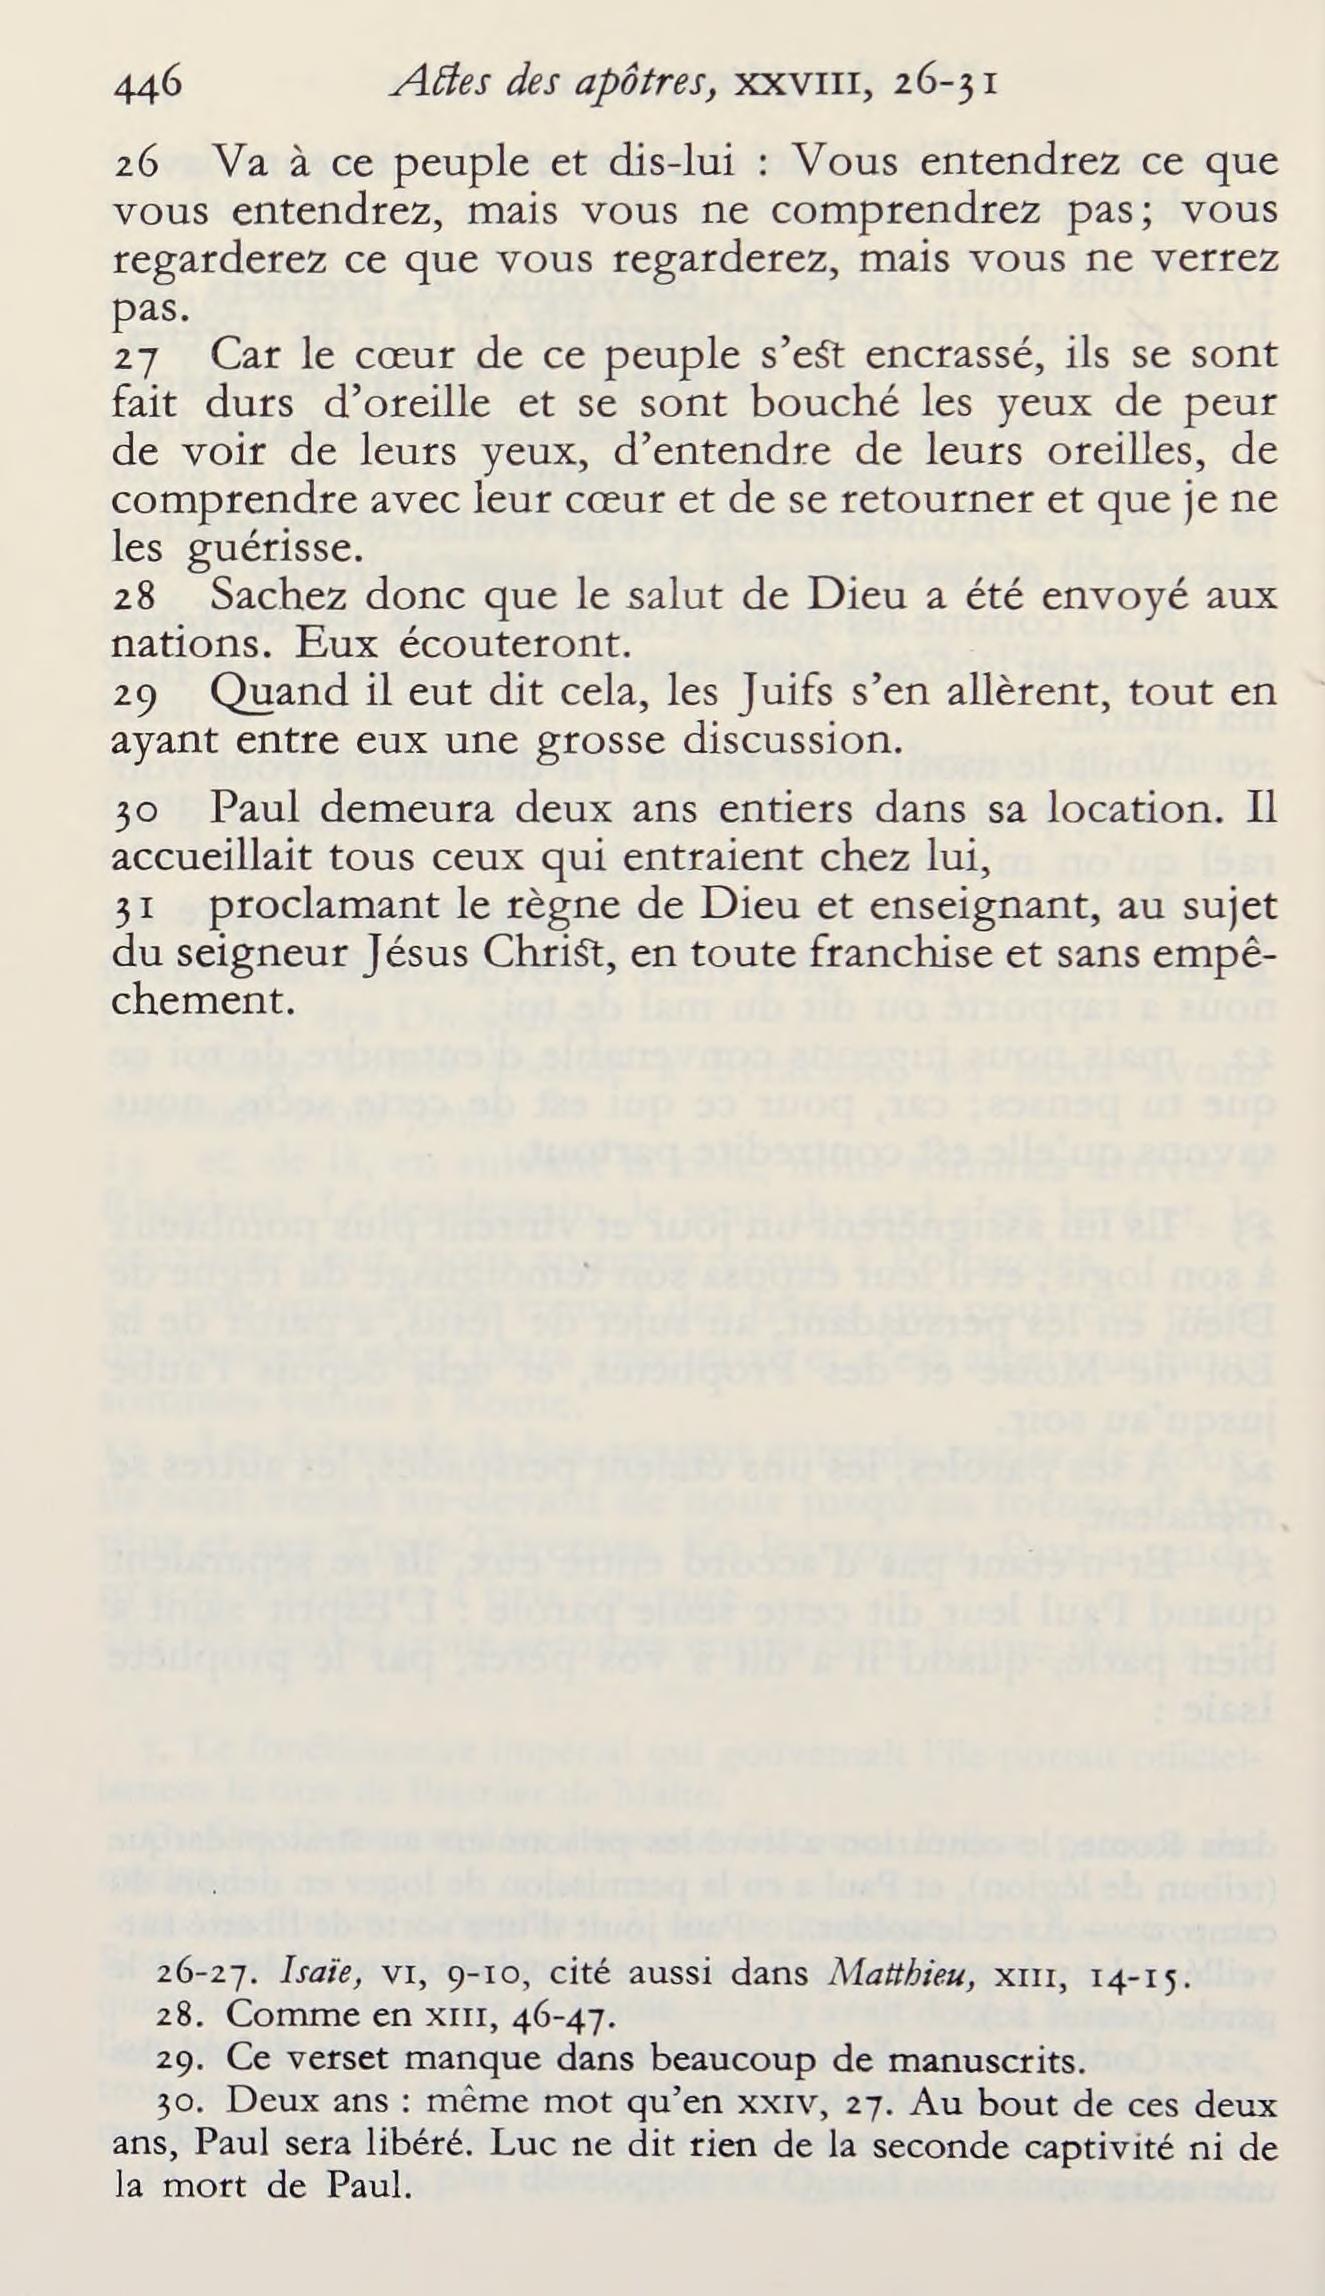 446 Actes des apôtres, XXVIII, 26-31
26 Va à ce peuple et dis-lui : Vous entendrez ce que
vous entendrez, mais vous ne comprendrez pas; vous
regarderez ce que vous regarderez, mais vous ne verrez
pas.
27 Car le cœur de ce peuple s’est encrassé, ils se sont
fait durs d’oreille et se sont bouché les yeux de peur
de voir de leurs yeux, d’entendre de leurs oreilles, de
comprendre avec leur cœur et de se retourner et que je ne
les guérisse.
28 Sachez donc que le salut de Dieu a été envoyé aux
nations. Eux écouteront.
29 Quand il eut dit cela, les Juifs s’en allèrent, tout en
ayant entre eux une grosse discussion.
30 Paul demeura deux ans entiers dans sa location. Il
accueillait tous ceux qui entraient chez lui,
31 proclamant le règne de Dieu et enseignant, au sujet
du seigneur Jésus Christ, en toute franchise et sans empê-
chement.
26-27. Isaïe, VI, 9-10, cité aussi dans Matthieu, XIII, 14-15.
28. Comme en XIII, 46-47.
29. Ce verset manque dans beaucoup de manuscrits.
30. Deux ans : même mot qu’en XXIV, 27. Au bout de ces deux
ans, Paul sera libéré. Luc ne dit rien de la seconde captivité ni de
la mort de Paul.